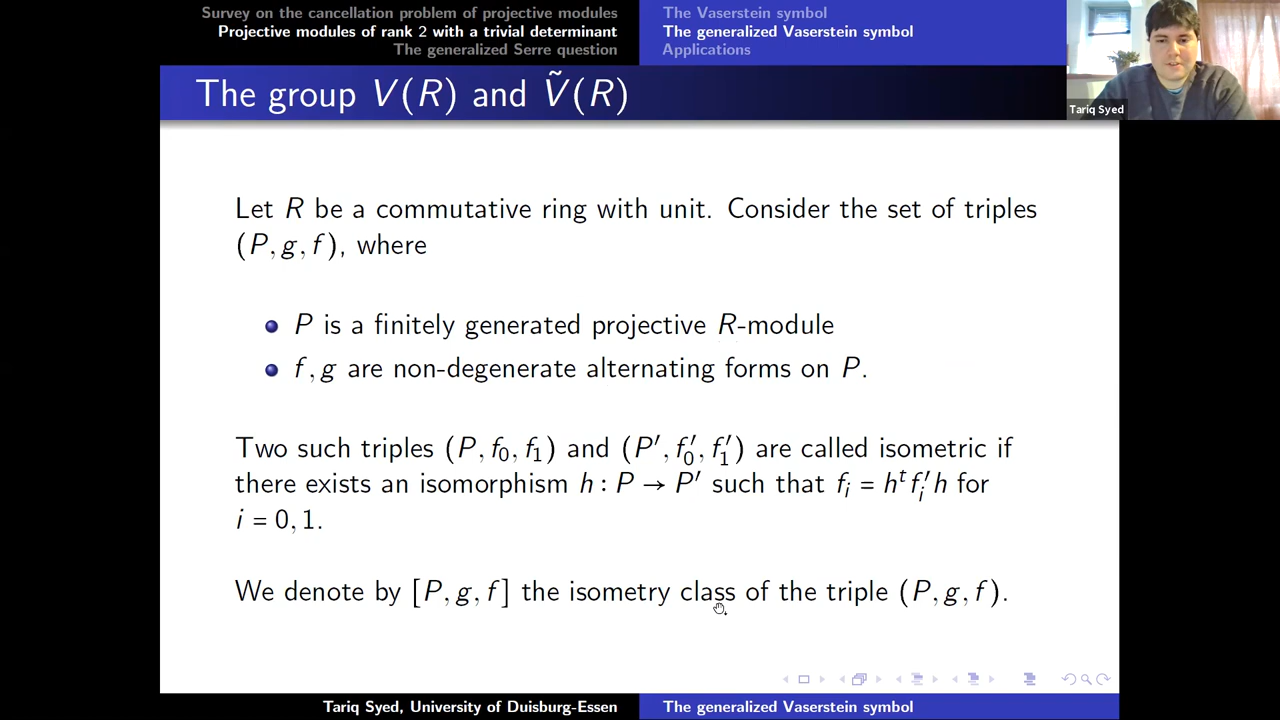 Survey on the cancellation problem of projective modules
Projective modules of rank 2 with a trivial determinant
The generalized Serre question
The Vaserstein symbol
The generalized Vaserstein symbol
Applications
Tariq Syed
The group V(R) and Ṽ(R)
Let R be a commutative ring with unit. Consider the set of triples
(P, g, f), where
P is a finitely generated projective R-module
f, g are non-degenerate alternating forms on P.
Two such triples (P, f₀, f₁) and (P′, f₀′, f₁′) are called isometric if
there exists an isomorphism h : P → P′ such that fᵢ = hᵗfᵢ′h for
i = 0, 1.
We denote by [P, g, f] the isometry class of the triple (P, g, f).
Tariq Syed, University of Duisburg-Essen
The generalized Vaserstein symbol